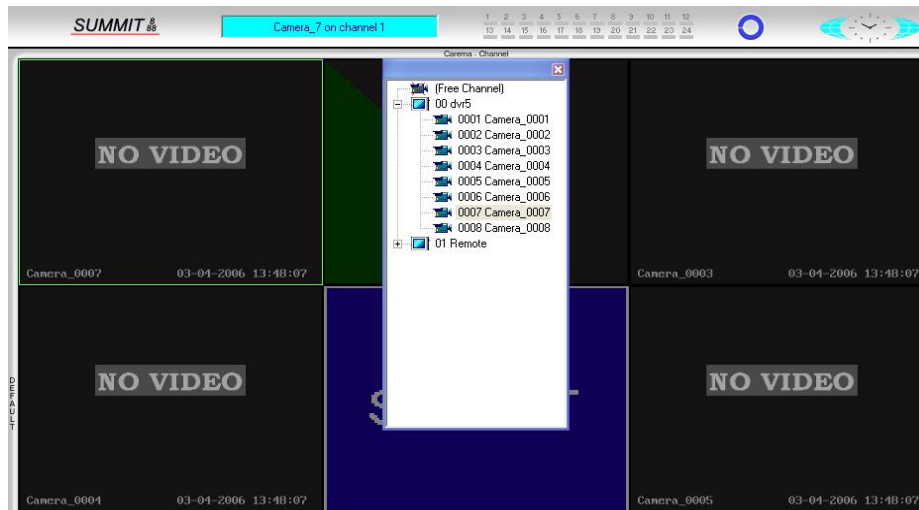 SUMMIT
Camera_7 on channel 1
1 2 3 4 5 6 7 8 9 10 11 12
13 14 15 16 17 18 19 20 21 22 23 24
Carema - Channel
(Free Channel)
00 dvr5
0001 Camera_0001
0002 Camera_0002
0003 Camera_0003
0004 Camera_0004
0005 Camera_0005
0006 Camera_0006
0007 Camera_0007
0008 Camera_0008
01 Remote
NO VIDEO
NO VIDEO
Camera_0007 03-04-2006 13:48:07
Camera_0003 03-04-2006 13:48:07
DEFAULT
NO VIDEO
NO VIDEO
Camera_0004 03-04-2006 13:48:07
Camera_0005 03-04-2006 13:48:07